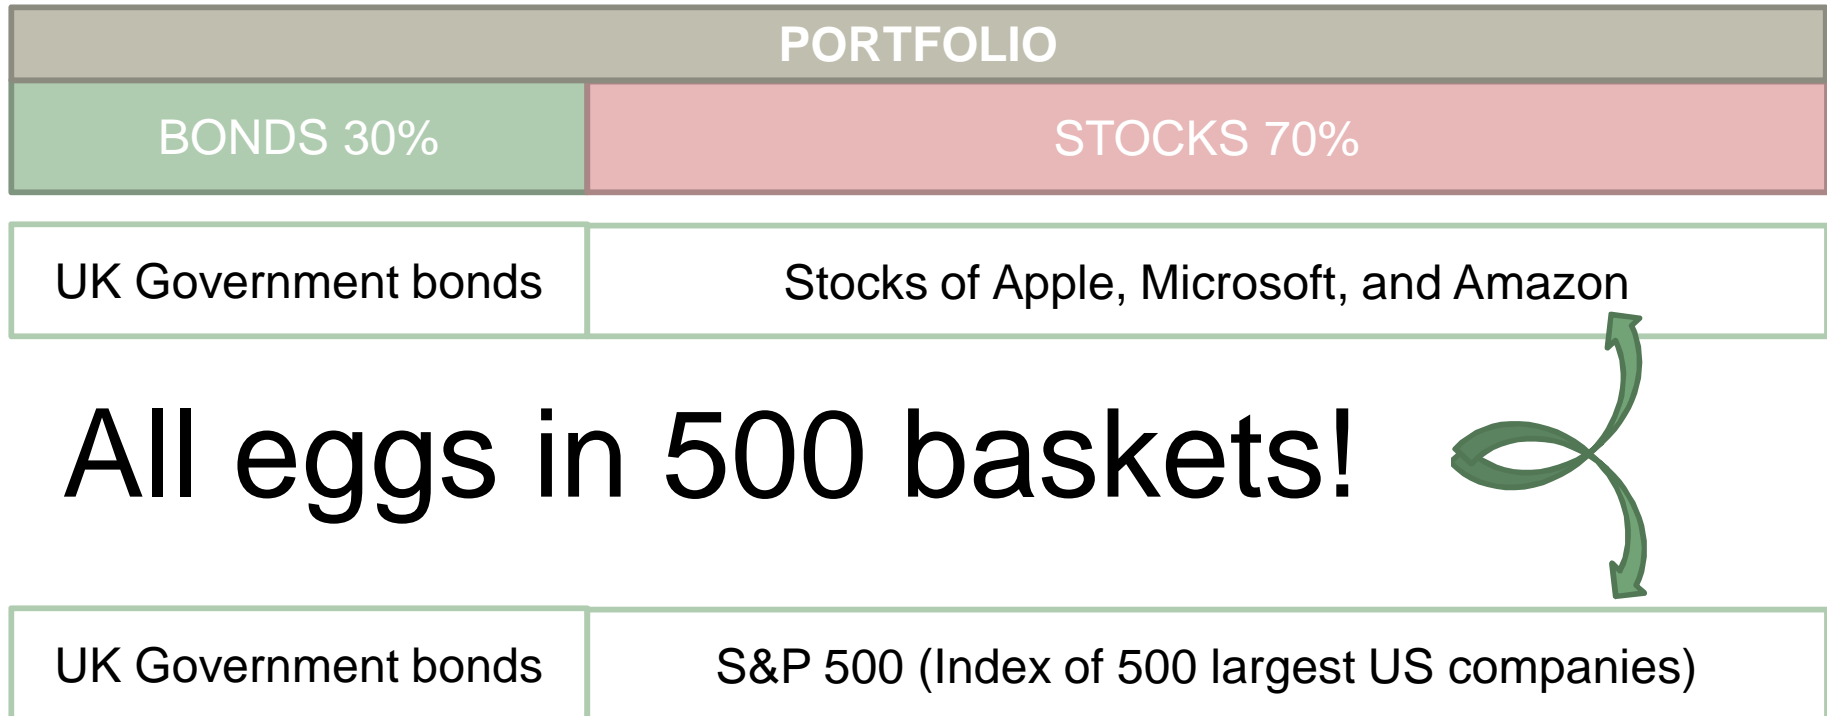 PORTFOLIO
BONDS 30%
STOCKS 70%
UK Government bonds
Stocks of Apple, Microsoft, and Amazon
All eggs in 500 baskets!
UK Government bonds
S&P 500 (Index of 500 largest US companies)